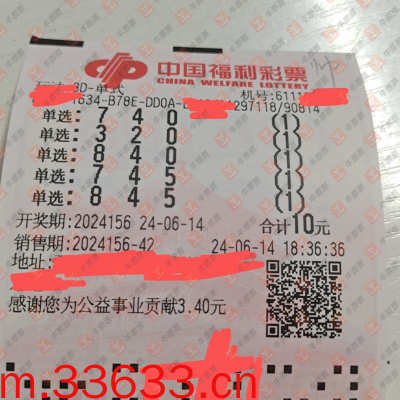 中国福利彩票
CHINA WELFARE LOTTERY
3D-单式 机号:6111
1634-B78E-DD0A- 297118/90814
单选: 7 4 0 (1)
单选: 3 2 0 (1)
单选: 8 4 0 (1)
单选: 7 4 5 (1)
单选: 8 4 5 (1)
开奖期:2024156 24-06-14 合计10元
销售期:2024156-42 24-06-14 18:36:36
地址:
感谢您为公益事业贡献3.40元
m.33633.cn